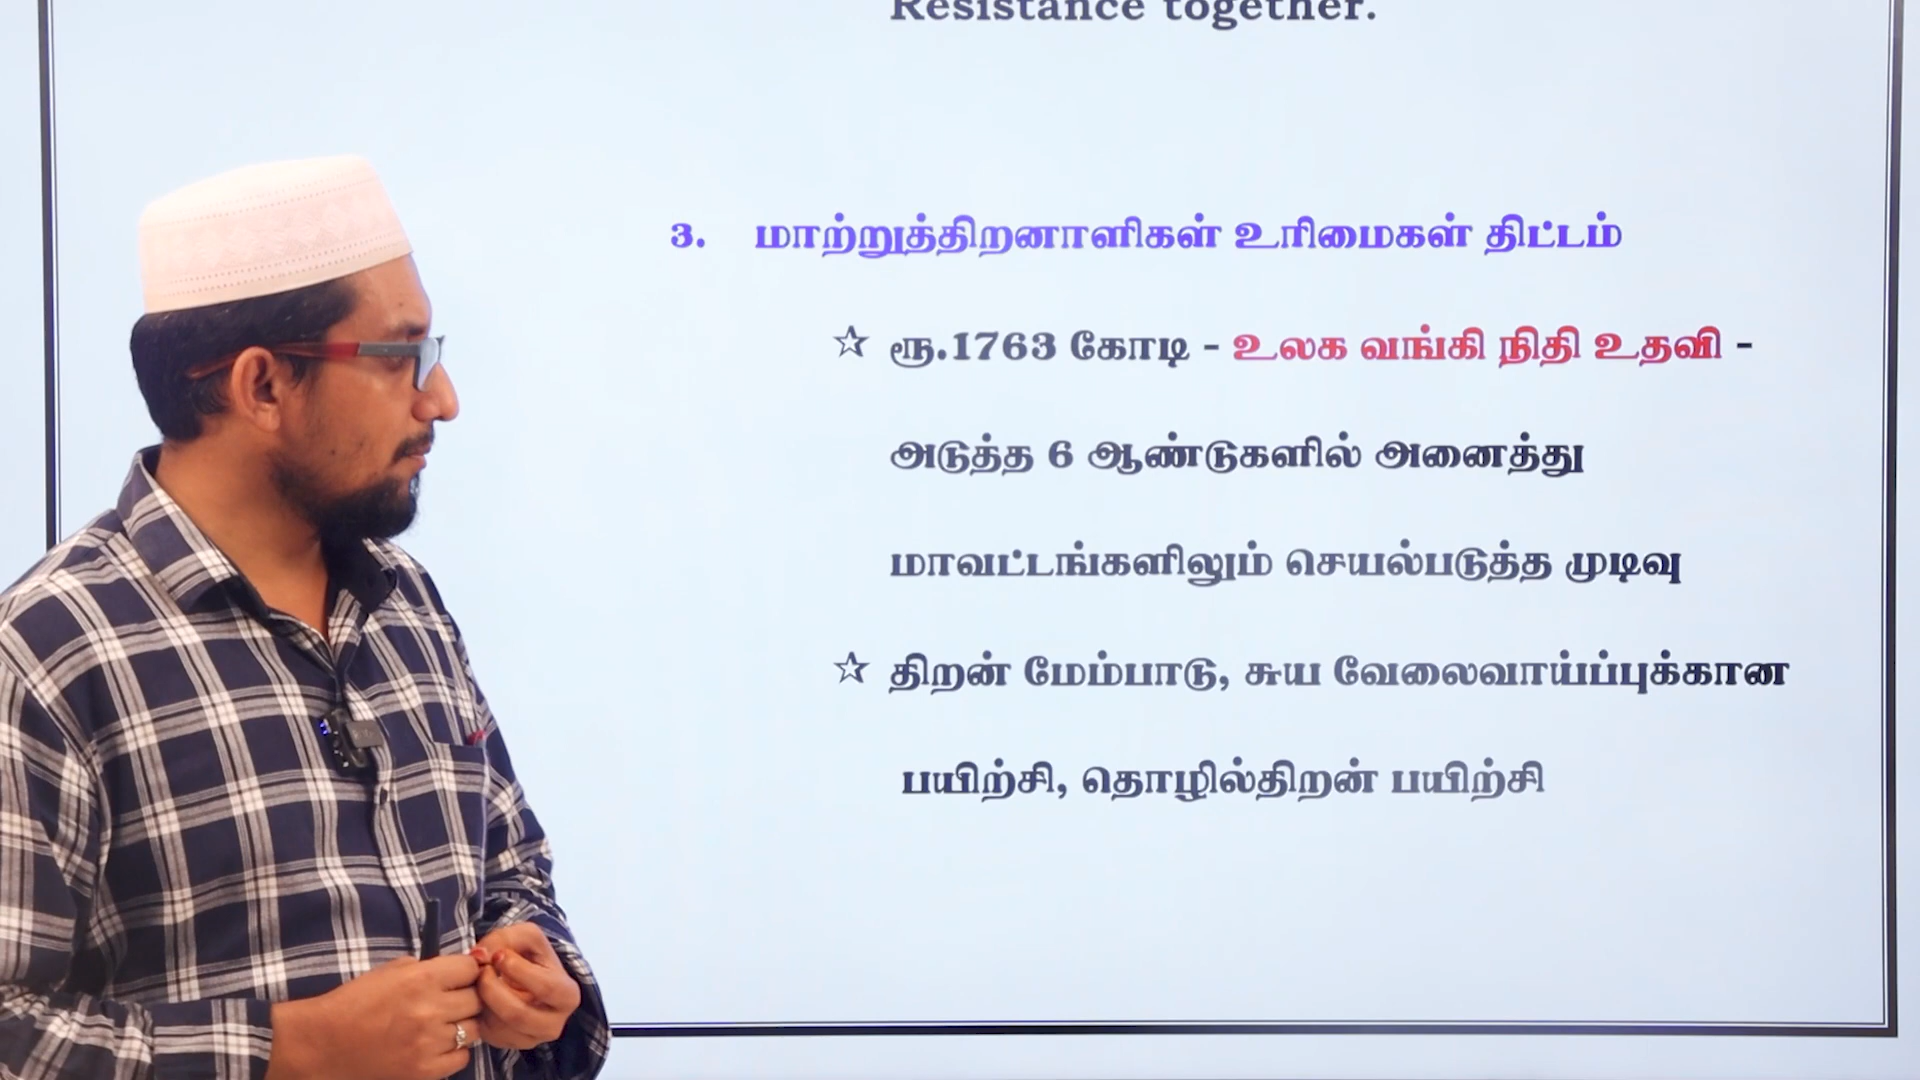 Resistance together.
3. மாற்றுத்திறனாளிகள் உரிமைகள் திட்டம்
☆ ரூ.1763 கோடி - உலக வங்கி நிதி உதவி -
அடுத்த 6 ஆண்டுகளில் அனைத்து
மாவட்டங்களிலும் செயல்படுத்த முடிவு
☆ திறன் மேம்பாடு, சுய வேலைவாய்ப்புக்கான
பயிற்சி, தொழில்திறன் பயிற்சி